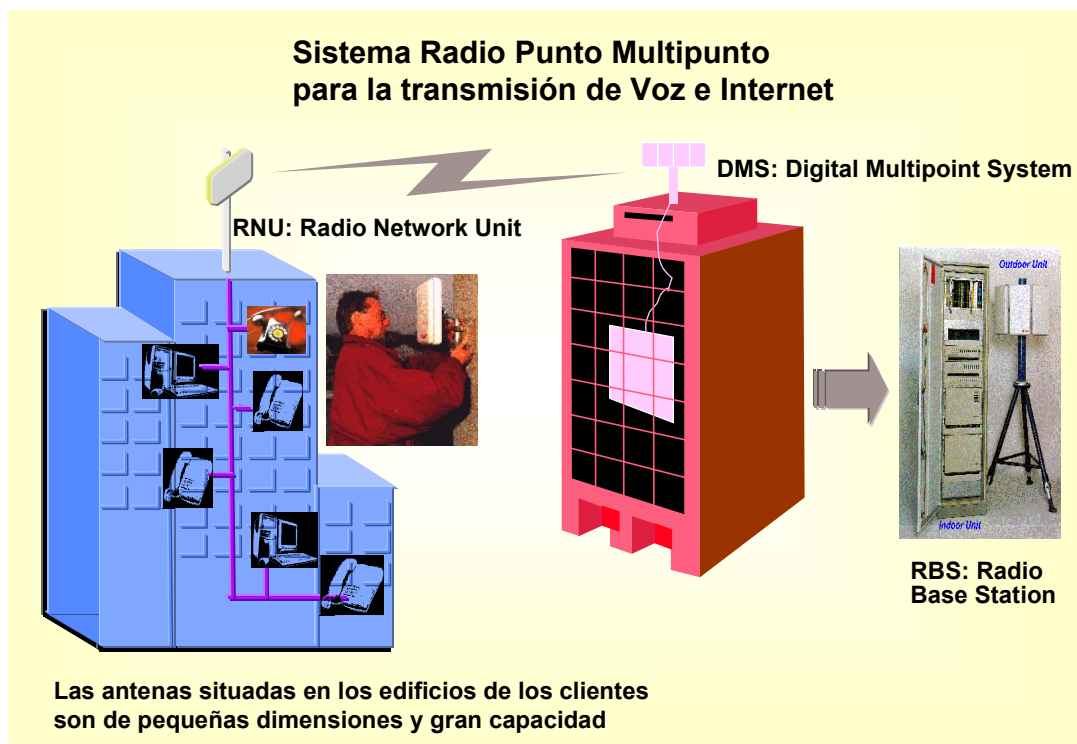 Sistema Radio Punto Multipunto
para la transmisión de Voz e Internet
DMS: Digital Multipoint System
RNU: Radio Network Unit
Outdoor Unit
Indoor Unit
RBS: Radio
Base Station
Las antenas situadas en los edificios de los clientes
son de pequeñas dimensiones y gran capacidad